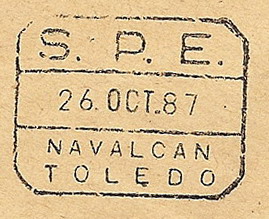 S. P. E.
26. OCT. 87
NAVALCAN
TOLEDO